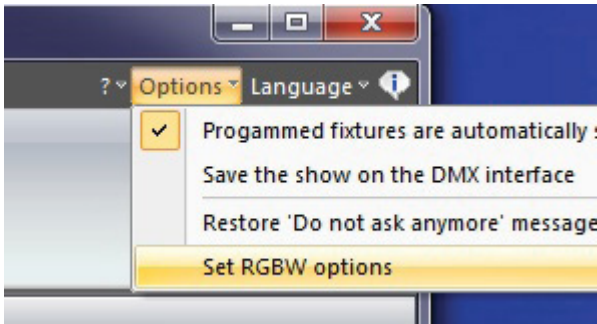 ? Options Language
Progammed fixtures are automatically s
Save the show on the DMX interface
Restore 'Do not ask anymore' message
Set RGBW options